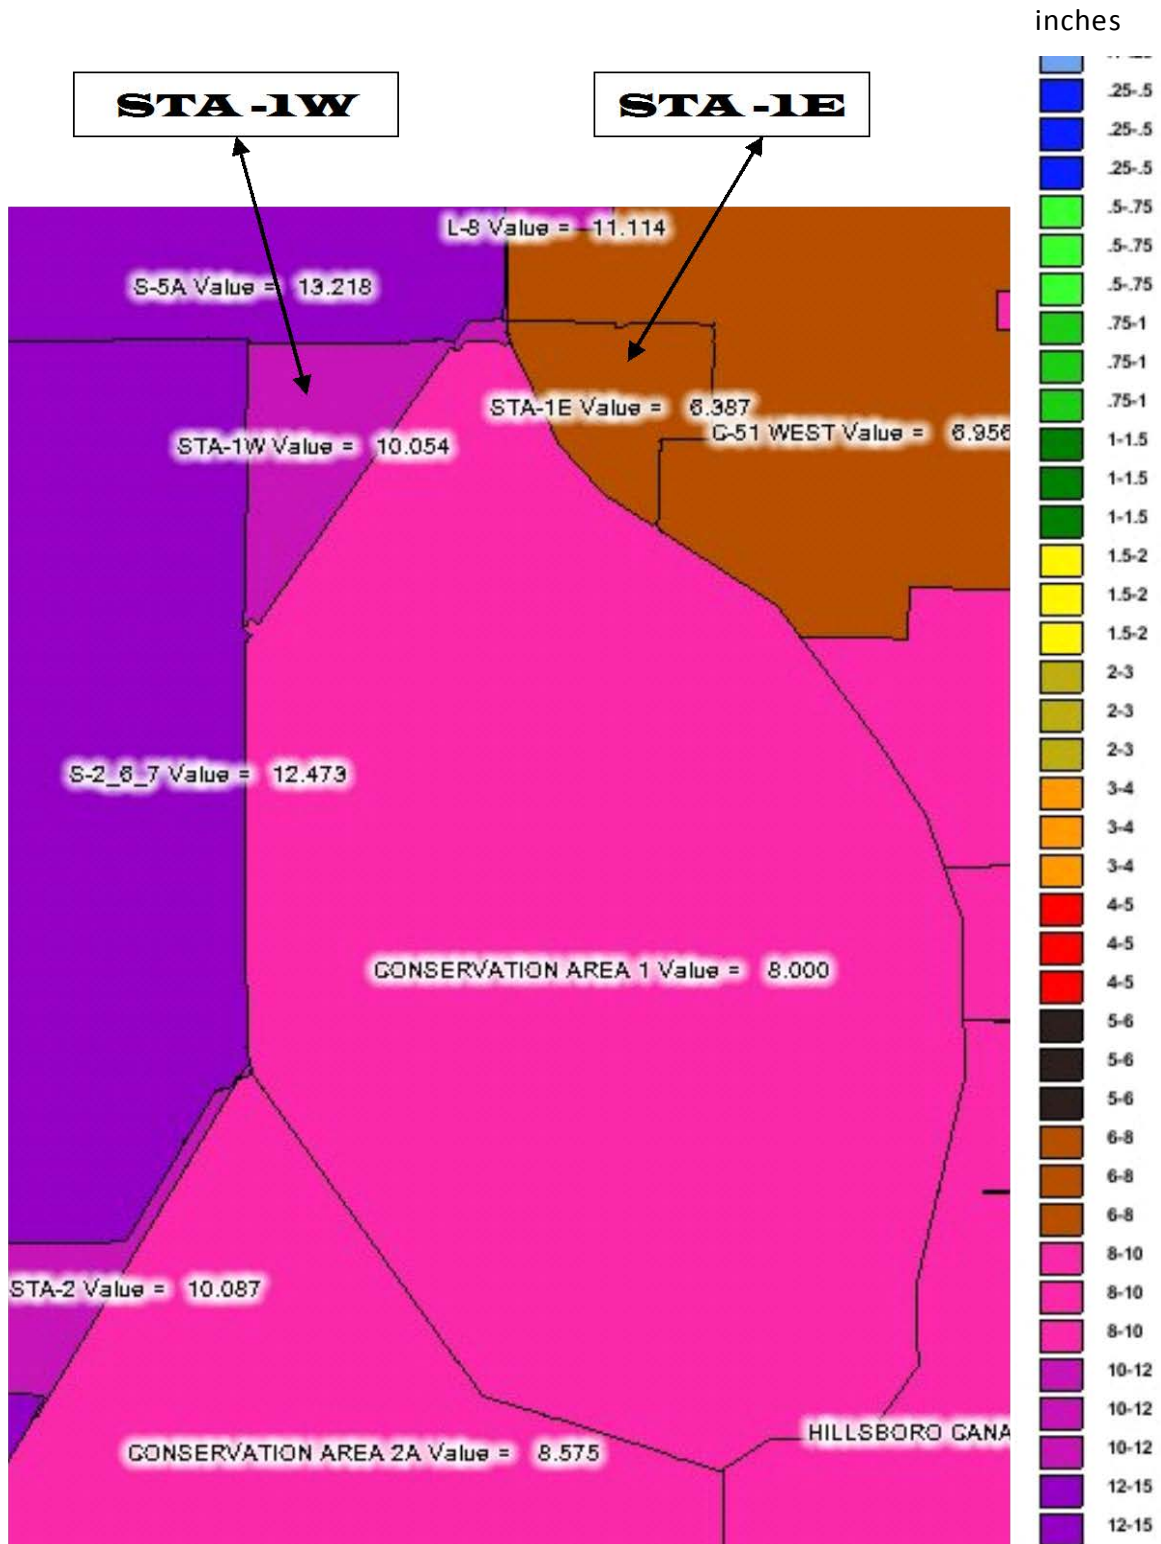 inches
STA -1W
STA -1E
L-8 Value = 11.114
S-5A Value = 13.218
STA-1E Value = 6.387
C-51 WEST Value = 6.956
STA-1W Value = 10.054
S-2_6_7 Value = 12.473
CONSERVATION AREA 1 Value = 8.000
STA-2 Value = 10.087
HILLSBORO CANA
CONSERVATION AREA 2A Value = 8.575
.25-.5
.25-.5
.25-.5
.5-.75
.5-.75
.5-.75
.75-1
.75-1
.75-1
1-1.5
1-1.5
1-1.5
1.5-2
1.5-2
1.5-2
2-3
2-3
2-3
3-4
3-4
3-4
4-5
4-5
4-5
5-6
5-6
5-6
6-8
6-8
6-8
8-10
8-10
8-10
10-12
10-12
10-12
12-15
12-15